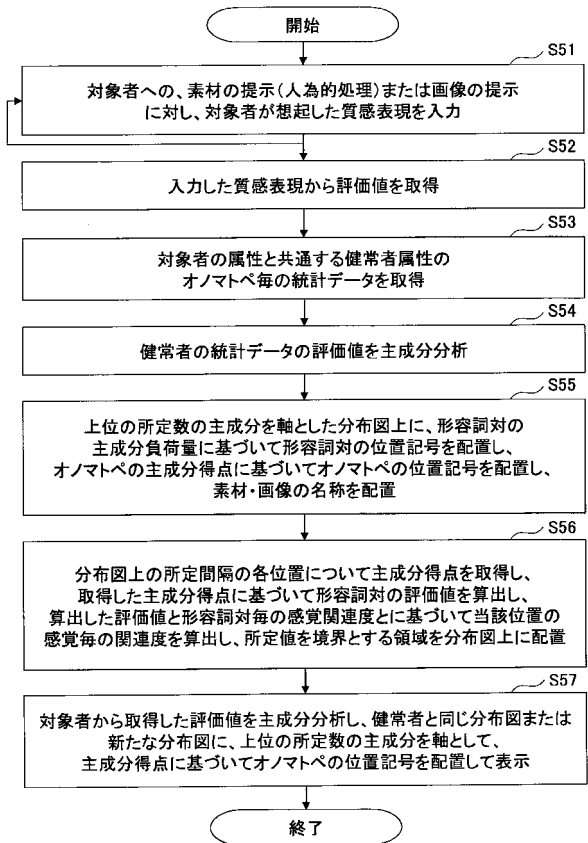 開始
S51
対象者への、素材の提示(人為的処理)または画像の提示
に対し、対象者が想起した質感表現を入力
S52
入力した質感表現から評価値を取得
S53
対象者の属性と共通する健常者属性の
オノマトペ毎の統計データを取得
S54
健常者の統計データの評価値を主成分分析
S55
上位の所定数の主成分を軸とした分布図上に、形容詞対の
主成分負荷量に基づいて形容詞対の位置記号を配置し、
オノマトペの主成分得点に基づいてオノマトペの位置記号を配置し、
素材・画像の名称を配置
S56
分布図上の所定間隔の各位置について主成分得点を取得し、
取得した主成分得点に基づいて形容詞対の評価値を算出し、
算出した評価値と形容詞対毎の感覚関連度とに基づいて当該位置の
感覚毎の関連度を算出し、所定値を境界とする領域を分布図上に配置
S57
対象者から取得した評価値を主成分分析し、健常者と同じ分布図または
新たな分布図に、上位の所定数の主成分を軸として、
主成分得点に基づいてオノマトペの位置記号を配置して表示
終了